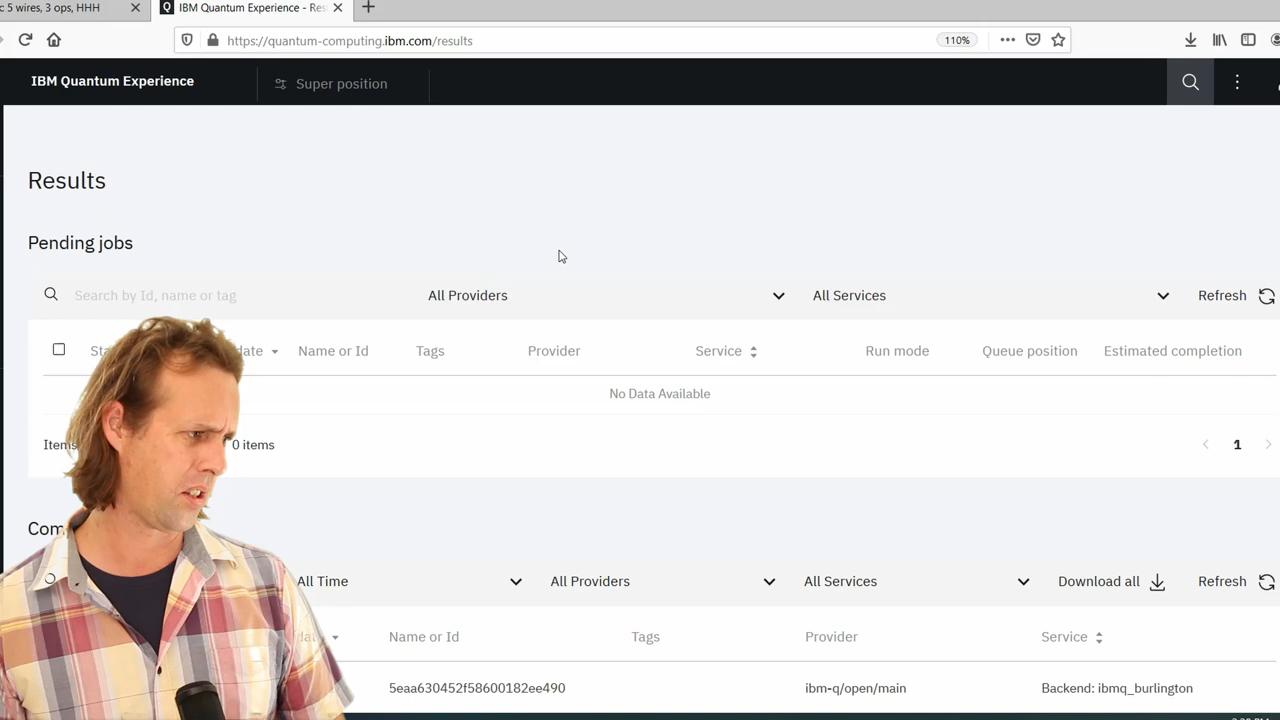 c 5 wires, 3 ops, HHH
IBM Quantum Experience - Res
https://quantum-computing.ibm.com/results
110%
IBM Quantum Experience
Super position
Results
Pending jobs
Search by Id, name or tag
All Providers
All Services
Refresh
Name or Id
Tags
Provider
Service
Run mode
Queue position
Estimated completion
No Data Available
Items
0 items
1
All Time
All Providers
All Services
Download all
Refresh
Name or Id
Tags
Provider
Service
5eaa630452f58600182ee490
ibm-q/open/main
Backend: ibmq_burlington